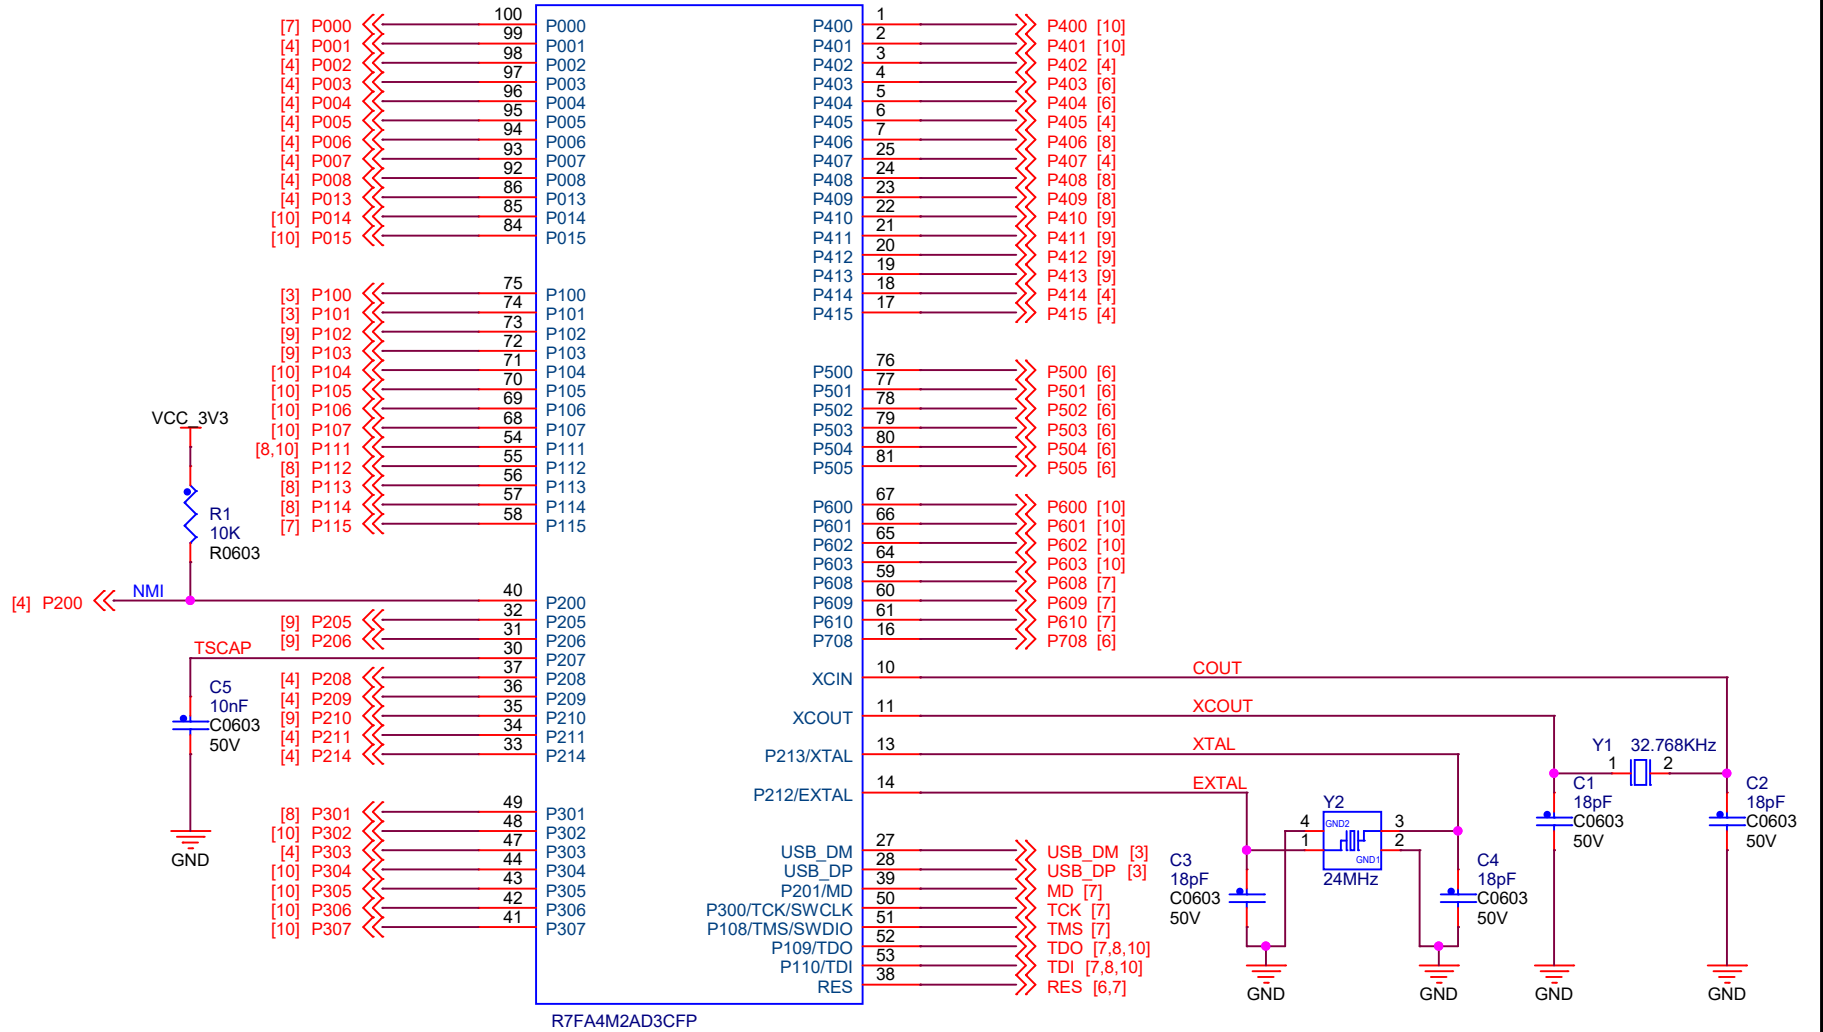 [7] P000 100 P000
[4] P001 99 P001
[4] P002 98 P002
[4] P003 97 P003
[4] P004 96 P004
[4] P005 95 P005
[4] P006 94 P006
[4] P007 93 P007
[4] P008 92 P008
[4] P013 86 P013
[10] P014 85 P014
[10] P015 84 P015
[3] P100 75 P100
[3] P101 74 P101
[9] P102 73 P102
[9] P103 72 P103
[10] P104 71 P104
[10] P105 70 P105
[10] P106 69 P106
[10] P107 68 P107
[8,10] P111 54 P111
[8] P112 55 P112
[8] P113 56 P113
[8] P114 57 P114
[7] P115 58 P115
VCC_3V3
R1
10K
R0603
[4] P200 NMI 40 P200
[9] P205 32 P205
[9] P206 31 P206
TSCAP 30 P207
[4] P208 37 P208
[4] P209 36 P209
[9] P210 35 P210
[4] P211 34 P211
[4] P214 33 P214
C5
10nF
C0603
50V
GND
[8] P301 49 P301
[10] P302 48 P302
[4] P303 47 P303
[10] P304 44 P304
[10] P305 43 P305
[10] P306 42 P306
[10] P307 41 P307
P400 1 P400 [10]
P401 2 P401 [10]
P402 3 P402 [4]
P403 4 P403 [6]
P404 5 P404 [6]
P405 6 P405 [4]
P406 7 P406 [8]
P407 25 P407 [4]
P408 24 P408 [8]
P409 23 P409 [8]
P410 22 P410 [9]
P411 21 P411 [9]
P412 20 P412 [9]
P413 19 P413 [9]
P414 18 P414 [4]
P415 17 P415 [4]
P500 76 P500 [6]
P501 77 P501 [6]
P502 78 P502 [6]
P503 79 P503 [6]
P504 80 P504 [6]
P505 81 P505 [6]
P600 67 P600 [10]
P601 66 P601 [10]
P602 65 P602 [10]
P603 64 P603 [10]
P608 59 P608 [7]
P609 60 P609 [7]
P610 61 P610 [7]
P708 16 P708 [6]
XCIN 10 COUT
XCOUT 11 XCOUT
P213/XTAL 13 XTAL
P212/EXTAL 14 EXTAL
USB_DM 27 USB_DM [3]
USB_DP 28 USB_DP [3]
P201/MD 39 MD [7]
P300/TCK/SWCLK 50 TCK [7]
P108/TMS/SWDIO 51 TMS [7]
P109/TDO 52 TDO [7,8,10]
P110/TDI 53 TDI [7,8,10]
RES 38 RES [6,7]
R7FA4M2AD3CFP
Y2
4 GND2 3
1 GND1 2
24MHz
C3
18pF
C0603
50V
GND
C4
18pF
C0603
50V
GND
Y1 32.768KHz
1 2
C1
18pF
C0603
50V
GND
C2
18pF
C0603
50V
GND